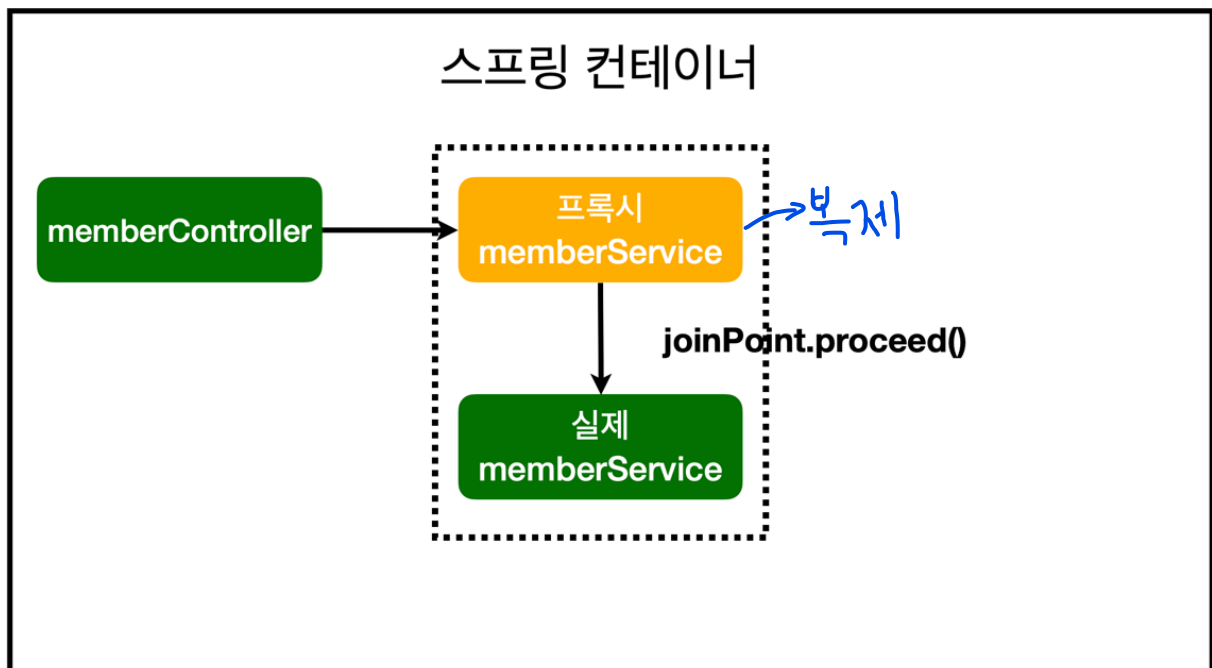 스프링 컨테이너
memberController
프록시
memberService
복제
joinPoint.proceed()
실제
memberService